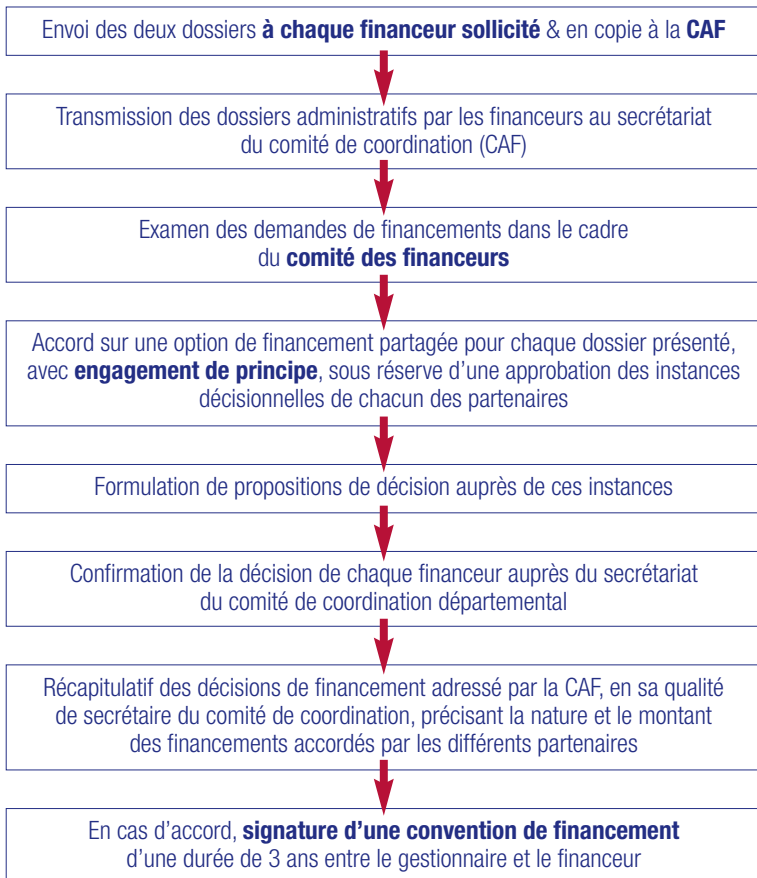 Envoi des deux dossiers à chaque financeur sollicité & en copie à la CAF
Transmission des dossiers administratifs par les financeurs au secrétariat
du comité de coordination (CAF)
Examen des demandes de financements dans le cadre
du comité des financeurs
Accord sur une option de financement partagée pour chaque dossier présenté,
avec engagement de principe, sous réserve d’une approbation des instances
décisionnelles de chacun des partenaires
Formulation de propositions de décision auprès de ces instances
Confirmation de la décision de chaque financeur auprès du secrétariat
du comité de coordination départemental
Récapitulatif des décisions de financement adressé par la CAF, en sa qualité
de secrétaire du comité de coordination, précisant la nature et le montant
des financements accordés par les différents partenaires
En cas d’accord, signature d’une convention de financement
d’une durée de 3 ans entre le gestionnaire et le financeur